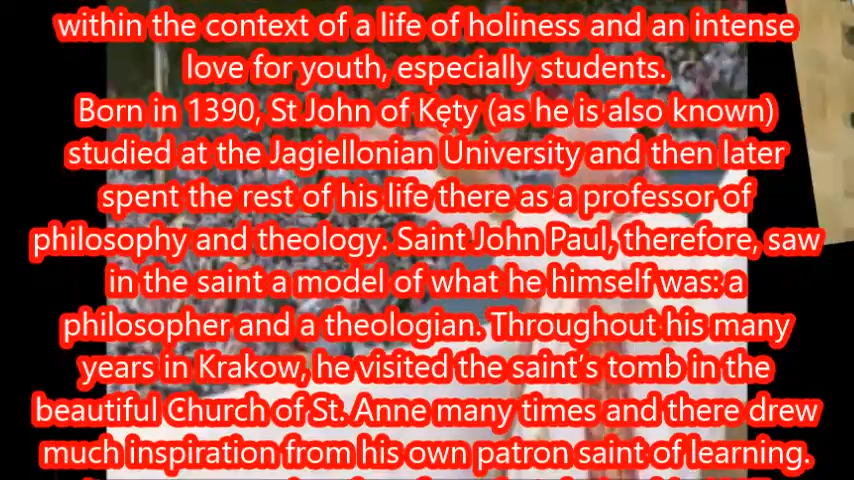 within the context of a life of holiness and an intense
love for youth, especially students.
Born in 1390, St John of Kęty (as he is also known)
studied at the Jagiellonian University and then later
spent the rest of his life there as a professor of
philosophy and theology. Saint John Paul, therefore, saw
in the saint a model of what he himself was: a
philosopher and a theologian. Throughout his many
years in Krakow, he visited the saint's tomb in the
beautiful Church of St. Anne many times and there drew
much inspiration from his own patron saint of learning.